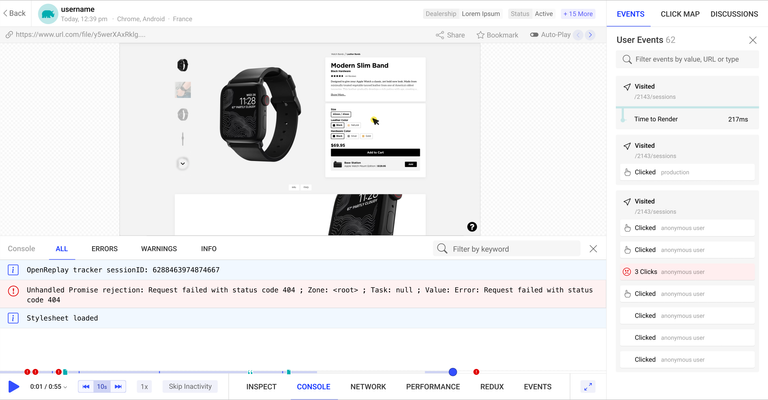 Back
username
Today, 12:39 pm · Chrome, Android · France
Dealership Lorem Ipsum
Status Active
+ 15 More
EVENTS CLICK MAP DISCUSSIONS
https://www.url.com/file/y5werXAxRklg...
Share Bookmark Auto-Play
User Events 62
Filter events by value, URL or type
Modern Slim Band
$69.95
Add to Cart
?
Visited
/2143/sessions
Time to Render 217ms
Visited
/2143/sessions
Clicked production
Visited
/2143/sessions
Clicked anonymous user
Clicked anonymous user
3 Clicks anonymous user
Clicked anonymous user
Clicked anonymous user
Clicked anonymous user
Clicked anonymous user
Console ALL ERRORS WARNINGS INFO
Filter by keyword
OpenReplay tracker sessionID: 6288463974874667
Unhandled Promise rejection: Request failed with status code 404 ; Zone: <root> ; Task: null ; Value: Error: Request failed with status
code 404
Stylesheet loaded
0:01 / 0:55
10s
1x
Skip Inactivity
INSPECT CONSOLE NETWORK PERFORMANCE REDUX EVENTS